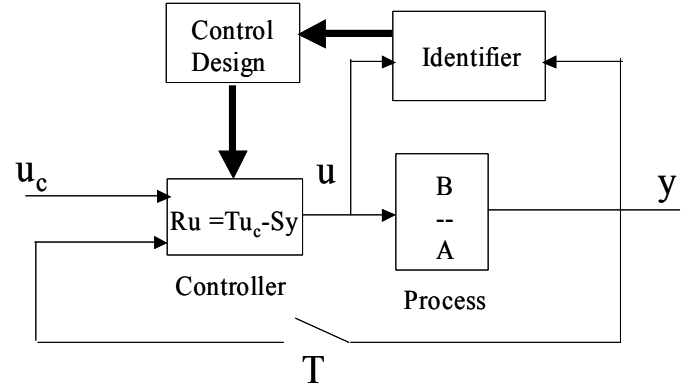 Control
Design
Identifier
u_c
u
y
Ru =Tu_c-Sy
B
--
A
Controller
Process
T